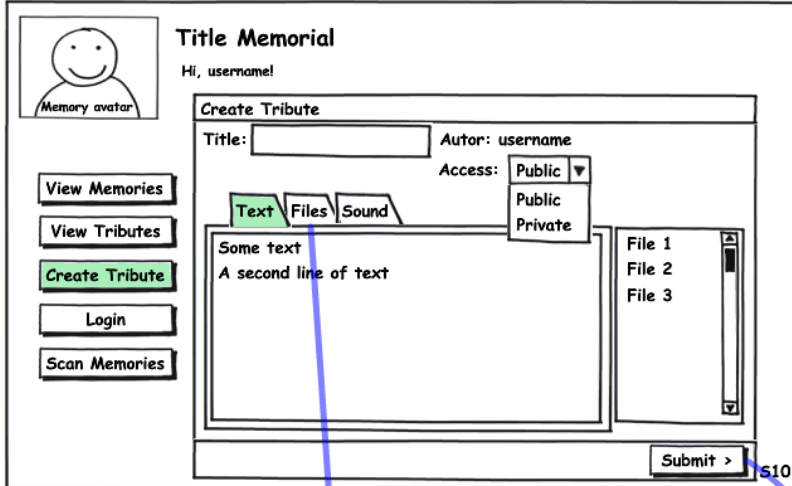 Title Memorial
Hi, username!
Memory avatar
Create Tribute
Title:
Autor: username
Access: Public
Public
Private
View Memories
View Tributes
Create Tribute
Login
Scan Memories
Text Files Sound
Some text
A second line of text
File 1
File 2
File 3
Submit >
S10